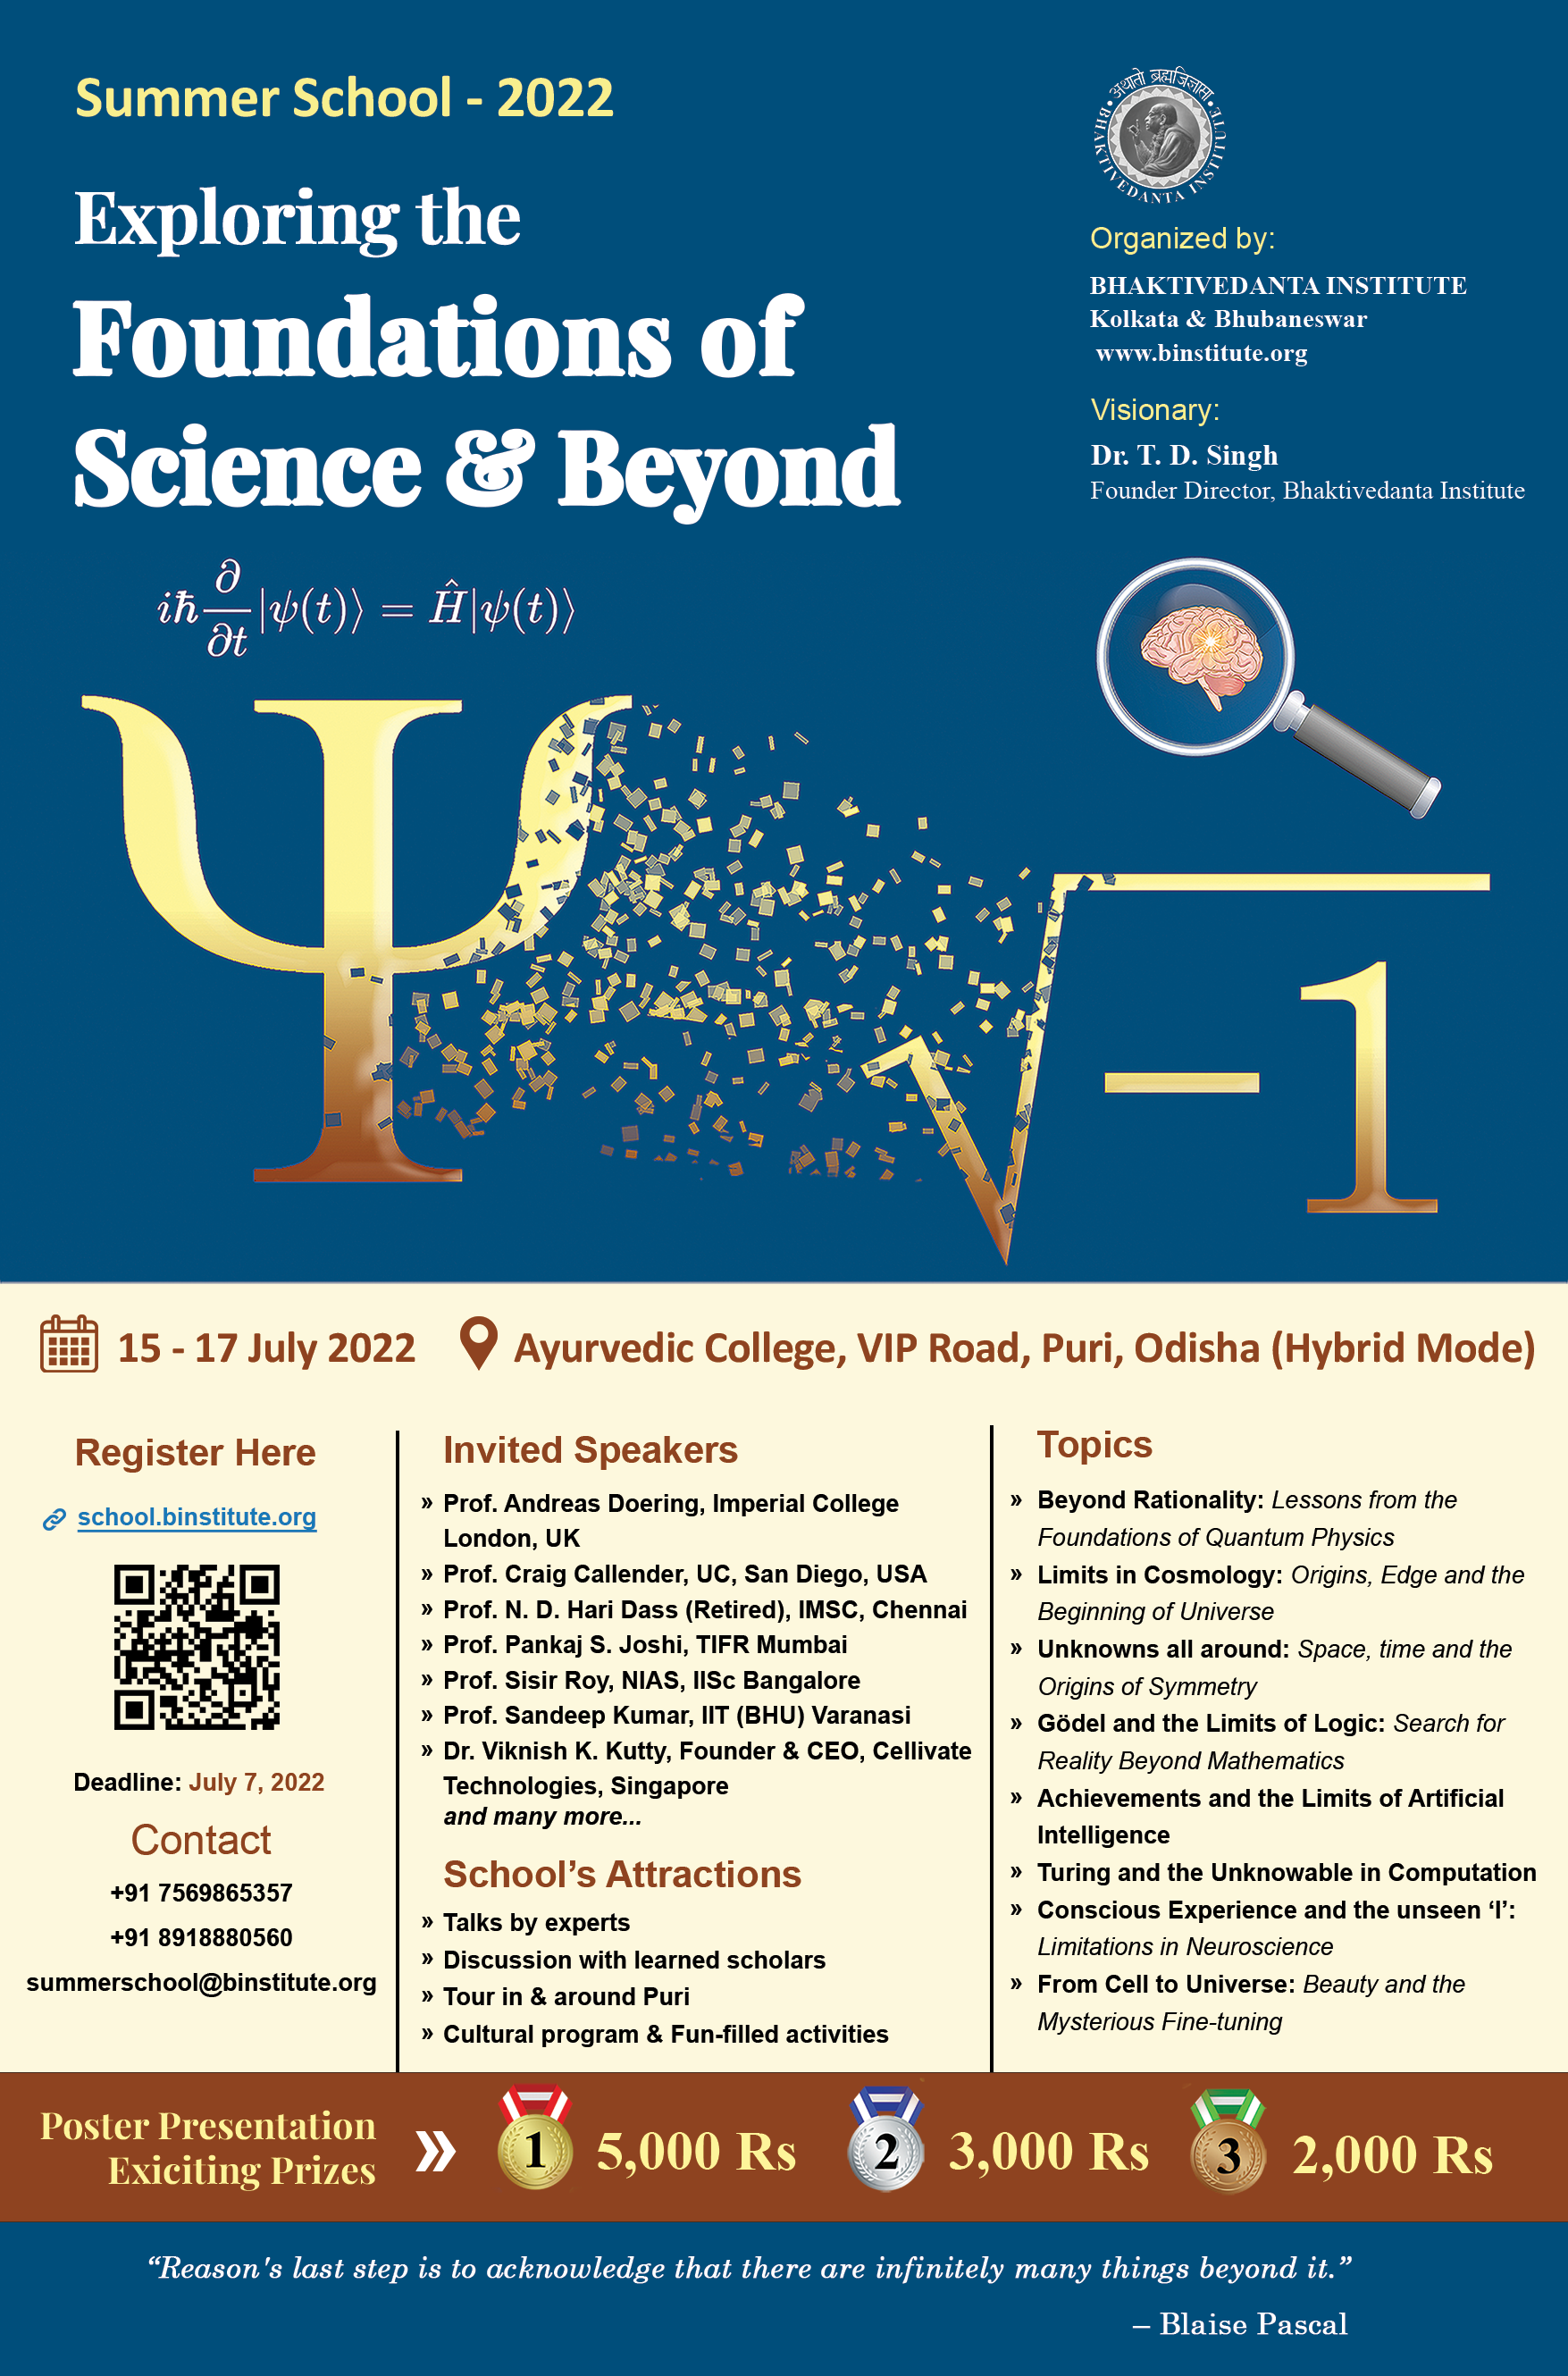 Summer School - 2022
Exploring the
Foundations of
Science & Beyond
अथातो ब्रह्मजिज्ञासा
BHAKTIVEDANTA INSTITUTE
Organized by:
BHAKTIVEDANTA INSTITUTE
Kolkata & Bhubaneswar
www.binstitute.org
Visionary:
Dr. T. D. Singh
Founder Director, Bhaktivedanta Institute
iħ ∂/∂t |ψ(t)⟩ = Ĥ|ψ(t)⟩
Ψ √−1
15 - 17 July 2022
Ayurvedic College, VIP Road, Puri, Odisha (Hybrid Mode)
Register Here
school.binstitute.org
Deadline: July 7, 2022
Contact
+91 7569865357
+91 8918880560
summerschool@binstitute.org
Invited Speakers
» Prof. Andreas Doering, Imperial College
London, UK
» Prof. Craig Callender, UC, San Diego, USA
» Prof. N. D. Hari Dass (Retired), IMSC, Chennai
» Prof. Pankaj S. Joshi, TIFR Mumbai
» Prof. Sisir Roy, NIAS, IISc Bangalore
» Prof. Sandeep Kumar, IIT (BHU) Varanasi
» Dr. Viknish K. Kutty, Founder & CEO, Cellivate
Technologies, Singapore
and many more...
School’s Attractions
» Talks by experts
» Discussion with learned scholars
» Tour in & around Puri
» Cultural program & Fun-filled activities
Topics
» Beyond Rationality: Lessons from the
Foundations of Quantum Physics
» Limits in Cosmology: Origins, Edge and the
Beginning of Universe
» Unknowns all around: Space, time and the
Origins of Symmetry
» Gödel and the Limits of Logic: Search for
Reality Beyond Mathematics
» Achievements and the Limits of Artificial
Intelligence
» Turing and the Unknowable in Computation
» Conscious Experience and the unseen ‘I’:
Limitations in Neuroscience
» From Cell to Universe: Beauty and the
Mysterious Fine-tuning
Poster Presentation
Exiciting Prizes
» 1 5,000 Rs 2 3,000 Rs 3 2,000 Rs
“Reason's last step is to acknowledge that there are infinitely many things beyond it.”
– Blaise Pascal